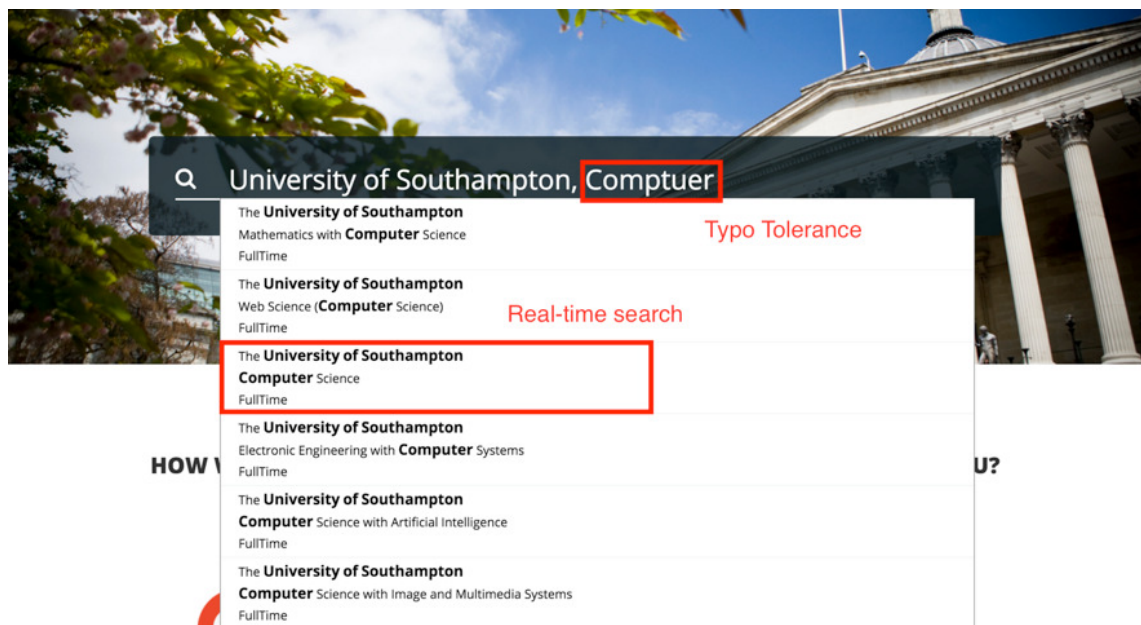 University of Southampton, Comptuer
The University of Southampton
Mathematics with Computer Science
FullTime
Typo Tolerance
The University of Southampton
Web Science (Computer Science)
FullTime
Real-time search
The University of Southampton
Computer Science
FullTime
The University of Southampton
Electronic Engineering with Computer Systems
FullTime
HOW
U?
The University of Southampton
Computer Science with Artificial Intelligence
FullTime
The University of Southampton
Computer Science with Image and Multimedia Systems
FullTime